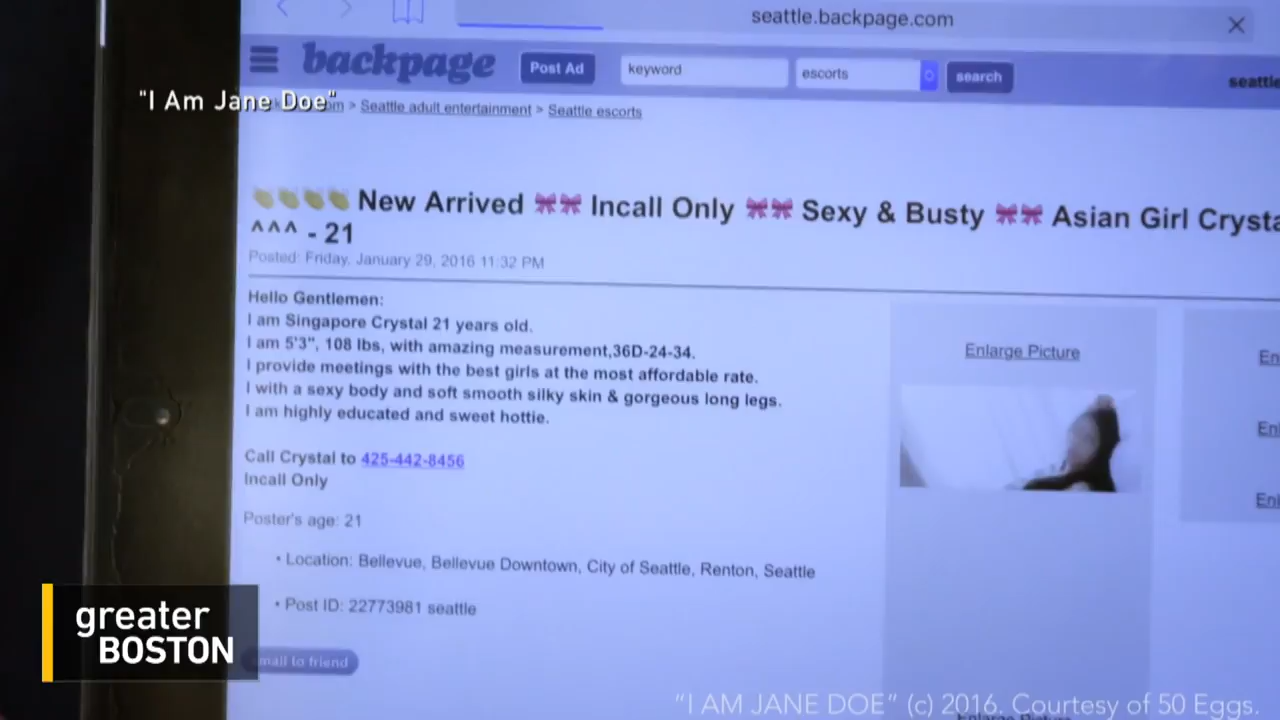 seattle.backpage.com
backpage
Post Ad
keyword
escorts
search
"I Am Jane Doe"
> Seattle adult entertainment > Seattle escorts
New Arrived Incall Only Sexy & Busty Asian Girl
^^^ - 21
Posted: Friday, January 29, 2016 11:32 PM
Hello Gentlemen:
I am Singapore Crystal 21 years old.
I am 5'3", 108 lbs, with amazing measurement,36D-24-34.
I provide meetings with the best girls at the most affordable rate.
I with a sexy body and soft smooth silky skin & gorgeous long legs.
I am highly educated and sweet hottie.
Call Crystal to 425-442-8456
Incall Only
Poster's age: 21
• Location: Bellevue, Bellevue Downtown, City of Seattle, Renton, Seattle
• Post ID: 22773981 seattle
to friend
Enlarge Picture
greater
BOSTON
"I AM JANE DOE" (c) 2016. Courtesy of 50 Eggs.